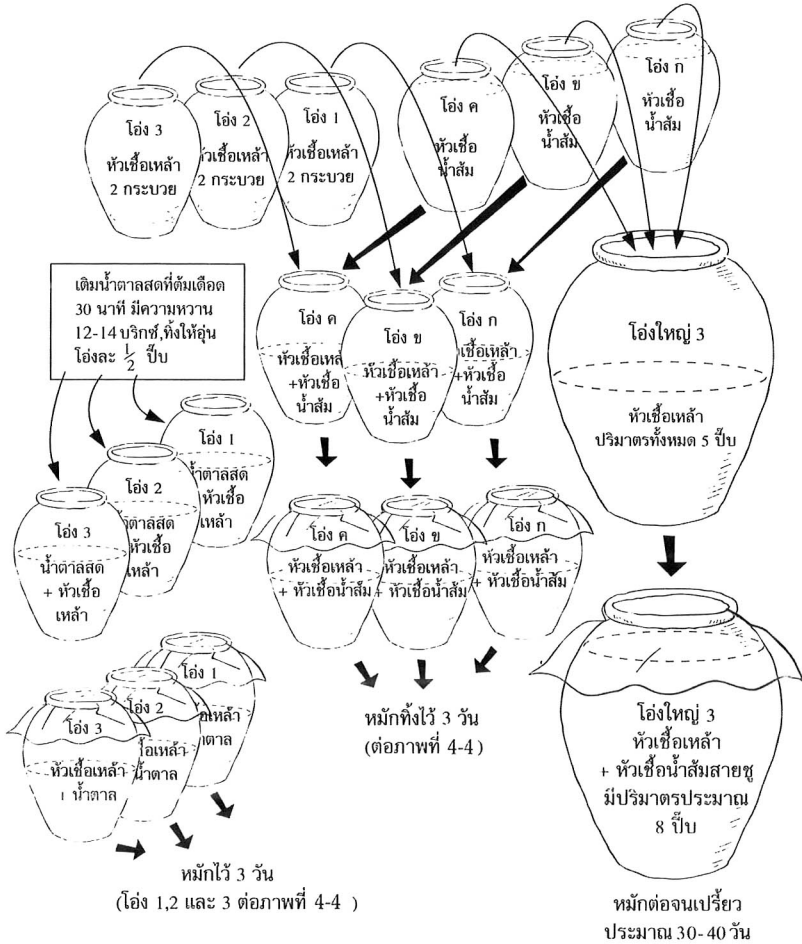 โอ่ง 3
หัวเชื้อเหล้า
2 กระบวย
โอ่ง 2
หัวเชื้อเหล้า
2 กระบวย
โอ่ง 1
หัวเชื้อเหล้า
2 กระบวย
โอ่ง ค
หัวเชื้อ
น้ำส้ม
โอ่ง ข
หัวเชื้อ
น้ำส้ม
โอ่ง ก
หัวเชื้อ
น้ำส้ม
เติมน้ำตาลสดที่ต้มเดือด
30 นาที มีความหวาน
12-14 บริกซ์,ทิ้งให้อุ่น
โอ่งละ 1/2 ปี๊บ
โอ่ง ค
หัวเชื้อเหล้า
+หัวเชื้อ
น้ำส้ม
โอ่ง ข
หัวเชื้อเหล้า
+หัวเชื้อ
น้ำส้ม
โอ่ง ก
หัวเชื้อเหล้า
+หัวเชื้อ
น้ำส้ม
โอ่งใหญ่ 3
หัวเชื้อเหล้า
ปริมาตรทั้งหมด 5 ปี๊บ
โอ่ง 1
น้ำตาลสด
หัวเชื้อ
เหล้า
โอ่ง 2
น้ำตาลสด
หัวเชื้อ
เหล้า
โอ่ง 3
น้ำตาลสด
+ หัวเชื้อ
เหล้า
โอ่ง ค
หัวเชื้อเหล้า
+ หัวเชื้อน้ำส้ม
โอ่ง ข
หัวเชื้อเหล้า
+ หัวเชื้อน้ำส้ม
โอ่ง ก
หัวเชื้อเหล้า
+ หัวเชื้อน้ำส้ม
โอ่ง 1
น้ำตาล
โอ่ง 2
น้ำตาล
โอ่ง 3
หัวเชื้อเหล้า
น้ำตาล
หมักทิ้งไว้ 3 วัน
(ต่อภาพที่ 4-4)
โอ่งใหญ่ 3
หัวเชื้อเหล้า
+ หัวเชื้อน้ำส้มสายชู
มีปริมาตรประมาณ
8 ปี๊บ
หมักไว้ 3 วัน
(โอ่ง 1,2 และ 3 ต่อภาพที่ 4-4 )
หมักต่อจนเปรี้ยว
ประมาณ 30-40 วัน